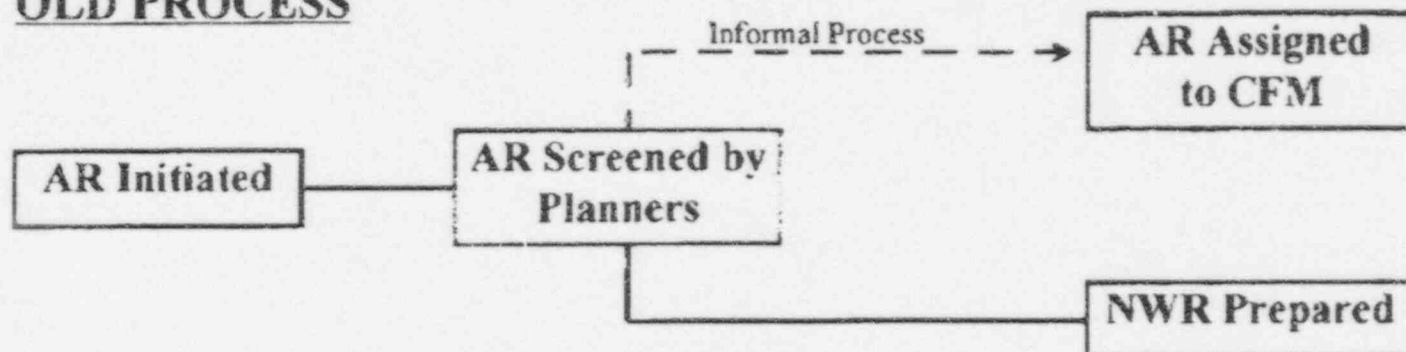 OLD PROCESS
Informal Process
AR Assigned
to CFM
AR Initiated
AR Screened by
Planners
NWR Prepared